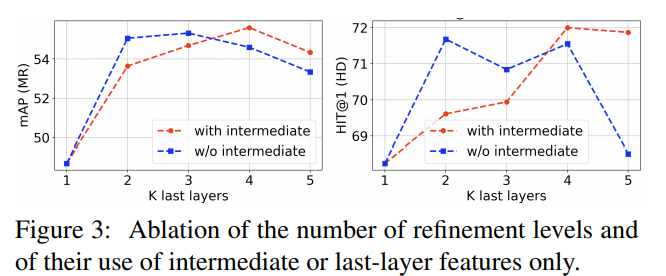 54
52
50
mAP (MR)
with intermediate
w/o intermediate
1 2 3 4 5
K last layers
72
71
70
69
HIT@1 (HD)
with intermediate
w/o intermediate
1 2 3 4 5
K last layers
Figure 3: Ablation of the number of refinement levels and
of their use of intermediate or last-layer features only.